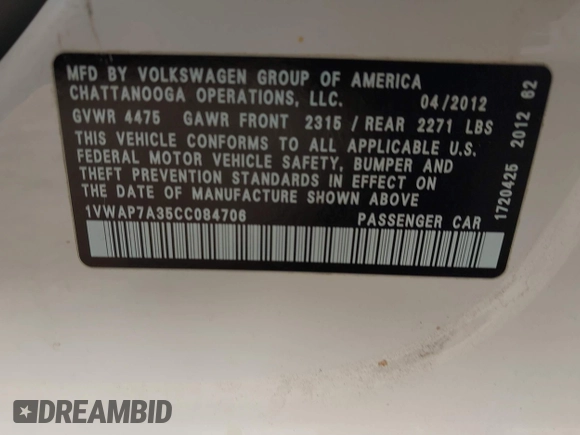 MFD BY VOLKSWAGEN GROUP OF AMERICA
CHATTANOOGA OPERATIONS, LLC. 04/2012
GVWR 4475 GAWR FRONT 2315 / REAR 2271 LBS
THIS VEHICLE CONFORMS TO ALL APPLICABLE U.S.
FEDERAL MOTOR VEHICLE SAFETY, BUMPER AND
THEFT PREVENTION STANDARDS IN EFFECT ON
THE DATE OF MANUFACTURE SHOWN ABOVE
1VWAP7A35CC084706 PASSENGER CAR
1720425 2012 62
DREAMBID